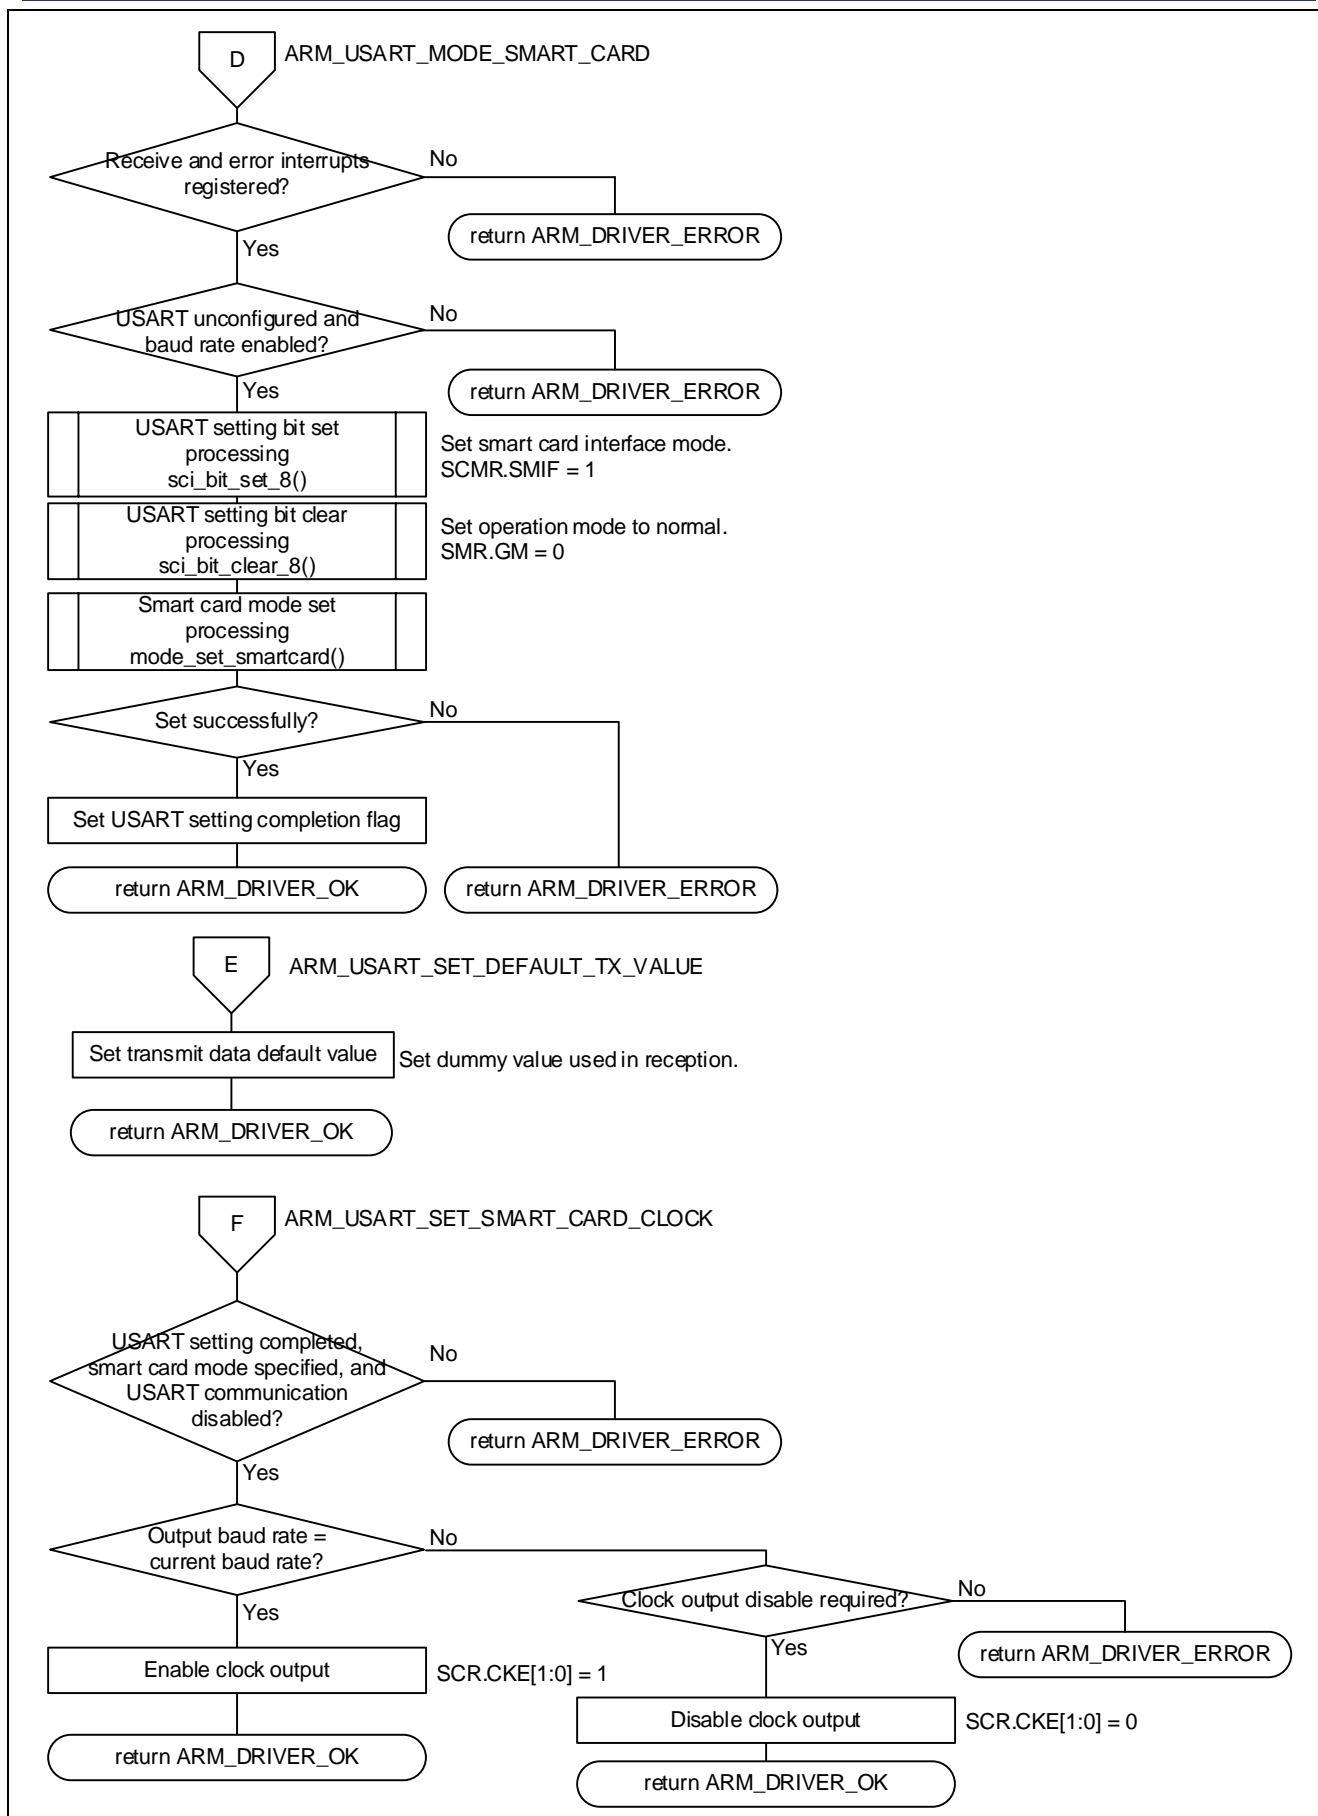 D
ARM_USART_MODE_SMART_CARD
Receive and error interrupts
registered?
No
return ARM_DRIVER_ERROR
Yes
USART unconfigured and
baud rate enabled?
No
return ARM_DRIVER_ERROR
Yes
USART setting bit set
processing
sci_bit_set_8()
Set smart card interface mode.
SCMR.SMIF = 1
USART setting bit clear
processing
sci_bit_clear_8()
Set operation mode to normal.
SMR.GM = 0
Smart card mode set
processing
mode_set_smartcard()
Set successfully?
No
Yes
Set USART setting completion flag
return ARM_DRIVER_OK
return ARM_DRIVER_ERROR
E
ARM_USART_SET_DEFAULT_TX_VALUE
Set transmit data default value
Set dummy value used in reception.
return ARM_DRIVER_OK
F
ARM_USART_SET_SMART_CARD_CLOCK
USART setting completed,
smart card mode specified, and
USART communication
disabled?
No
return ARM_DRIVER_ERROR
Yes
Output baud rate =
current baud rate?
No
Clock output disable required?
No
return ARM_DRIVER_ERROR
Yes
Enable clock output
SCR.CKE[1:0] = 1
return ARM_DRIVER_OK
Yes
Disable clock output
SCR.CKE[1:0] = 0
return ARM_DRIVER_OK